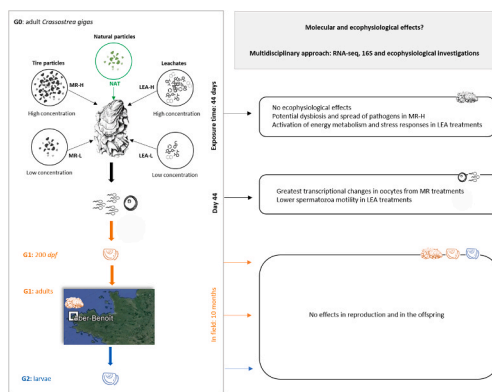 G0: adult Crassostrea gigas
Natural particles
Tire particles
NAT
Leachates
MR-H
LEA-H
High concentration
High concentration
MR-L
LEA-L
Low concentration
Low concentration
G1: 200 dpf
G1: adults
ber-Benoit
G2: larvae
Exposure time: 44 days
Day 44
In field: 10 months
Molecular and ecophysiological effects?
Multidisciplinary approach: RNA-seq, 16S and ecophysiological investigations
No ecophysiological effects
Potential dysbiosis and spread of pathogens in MR-H
Activation of energy metabolism and stress responses in LEA treatments
Greatest transcriptional changes in oocytes from MR treatments
Lower spermatozoa motility in LEA treatments
No effects in reproduction and in the offspring